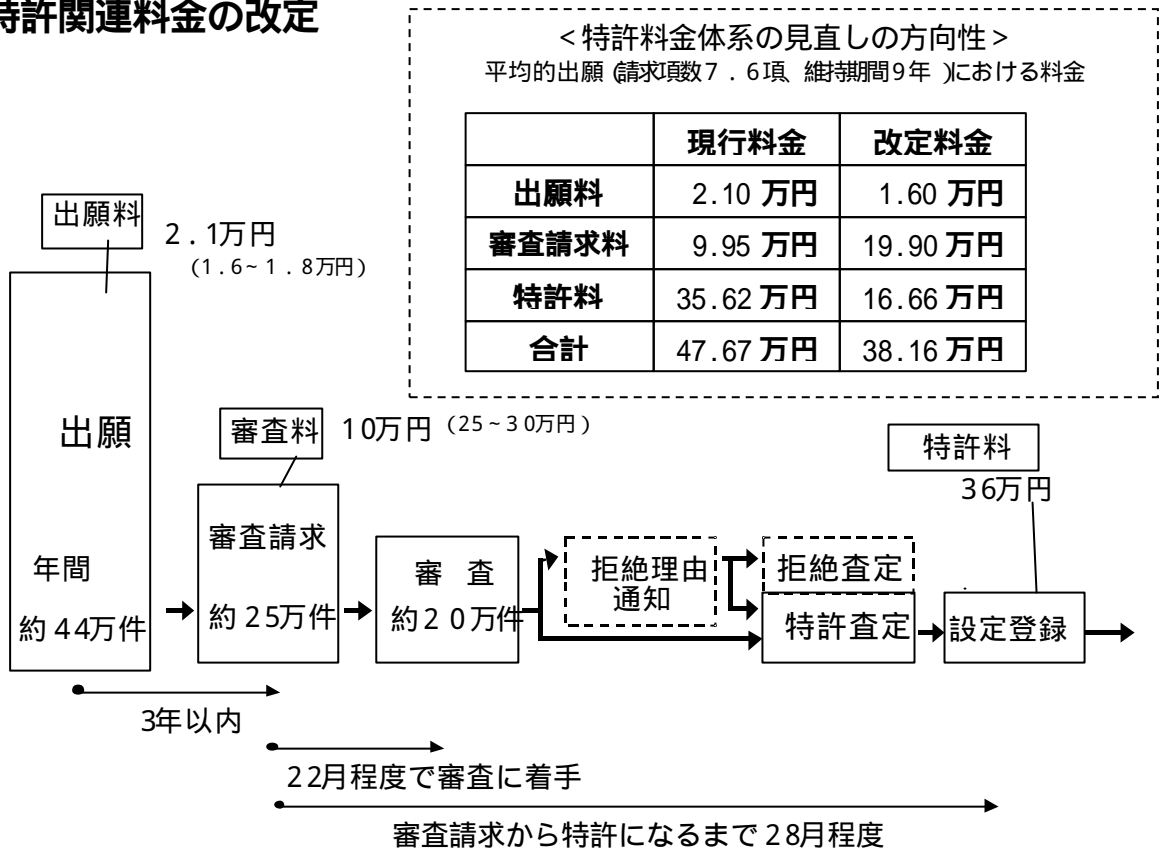 特許関連料金の改定
<特許料金体系の見直しの方向性>
平均的出願(請求項数7.6項、維持期間9年)における料金
現行料金 改定料金
出願料 2.10 万円 1.60 万円
審査請求料 9.95 万円 19.90 万円
特許料 35.62 万円 16.66 万円
合計 47.67 万円 38.16 万円
出願料
2.1万円
(1.6~1.8万円)
出願
年間
約44万件
審査料 10万円 (25~30万円)
審査請求
約25万件
審 査
約20万件
拒絶理由
通知
拒絶査定
特許査定
特許料
36万円
設定登録
3年以内
22月程度で審査に着手
審査請求から特許になるまで28月程度